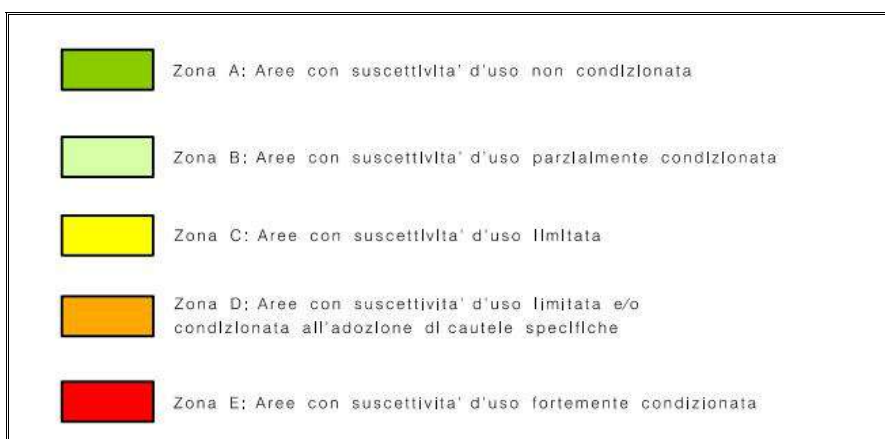 Zona A: Aree con suscettivita' d'uso non condizionata
Zona B: Aree con suscettivita' d'uso parzialmente condizionata
Zona C: Aree con suscettivita' d'uso limitata
Zona D: Aree con suscettivita' d'uso limitata e/o
condizionata all'adozione di cautele specifiche
Zona E: Aree con suscettivita' d'uso fortemente condizionata